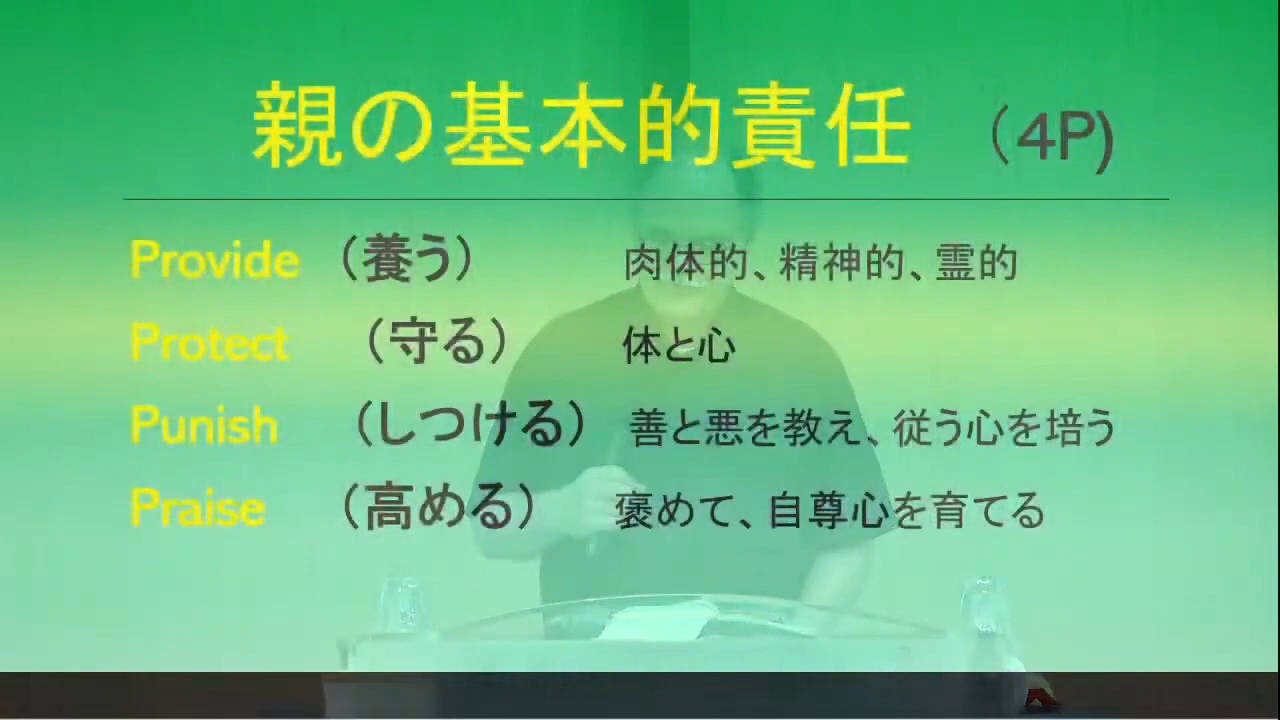 親の基本的責任 （4P)
Provide （養う） 肉体的、精神的、霊的
Protect （守る） 体と心
Punish （しつける） 善と悪を教え、従う心を培う
Praise （高める） 褒めて、自尊心を育てる